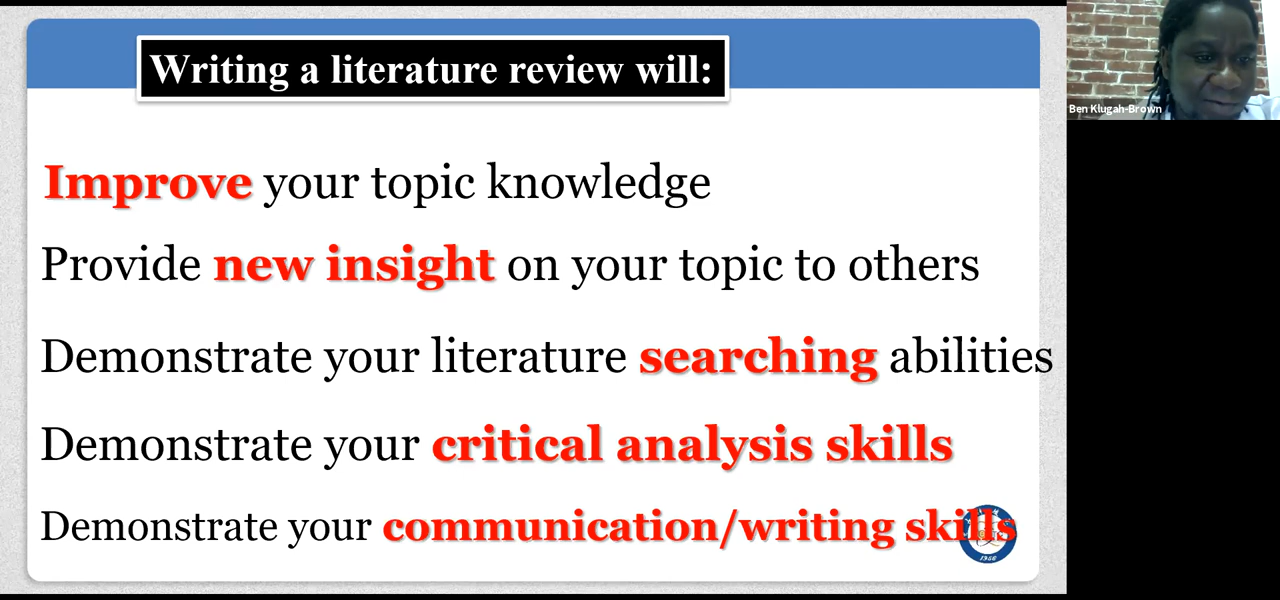 Writing a literature review will:
Improve your topic knowledge
Provide new insight on your topic to others
Demonstrate your literature searching abilities
Demonstrate your critical analysis skills
Demonstrate your communication/writing skills
Ben Klugah-Brown